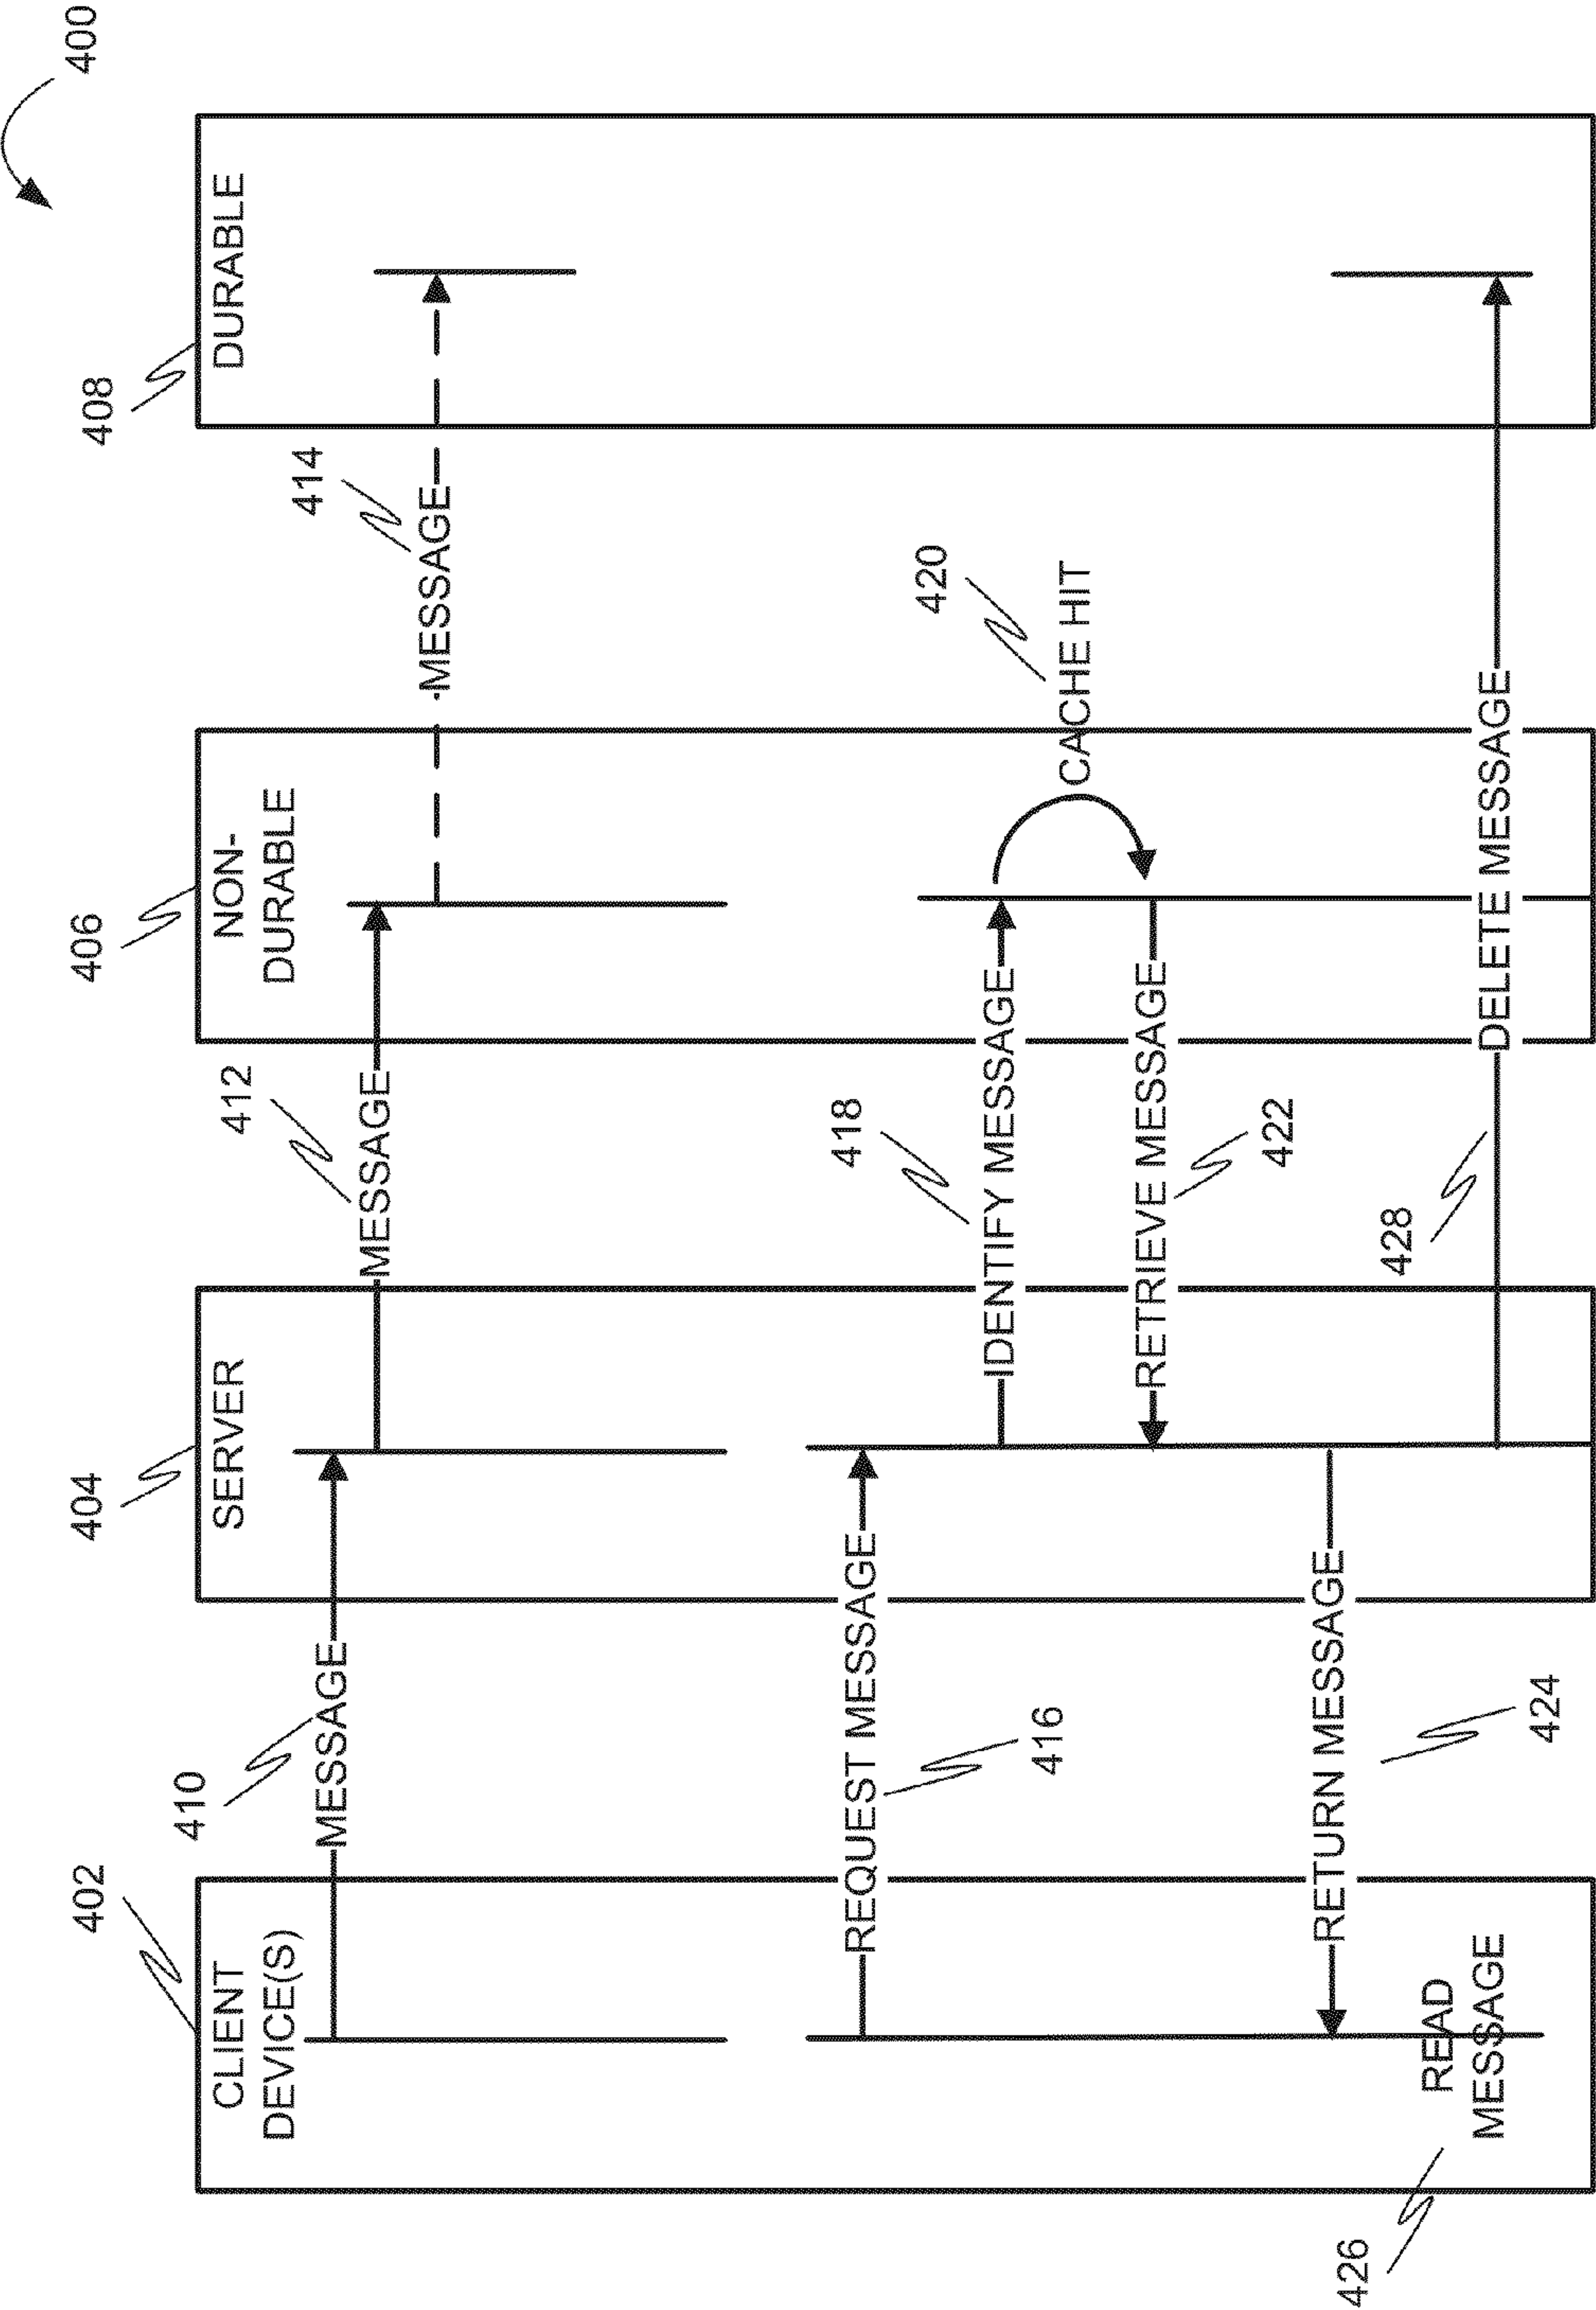 400
402
404
406
408
CLIENT
DEVICE(S)
SERVER
NON-
DURABLE
DURABLE
410
MESSAGE
412
MESSAGE
414
MESSAGE
REQUEST MESSAGE
416
418
IDENTIFY MESSAGE
420
CACHE HIT
RETRIEVE MESSAGE
422
RETURN MESSAGE
424
426
READ
MESSAGE
428
DELETE MESSAGE